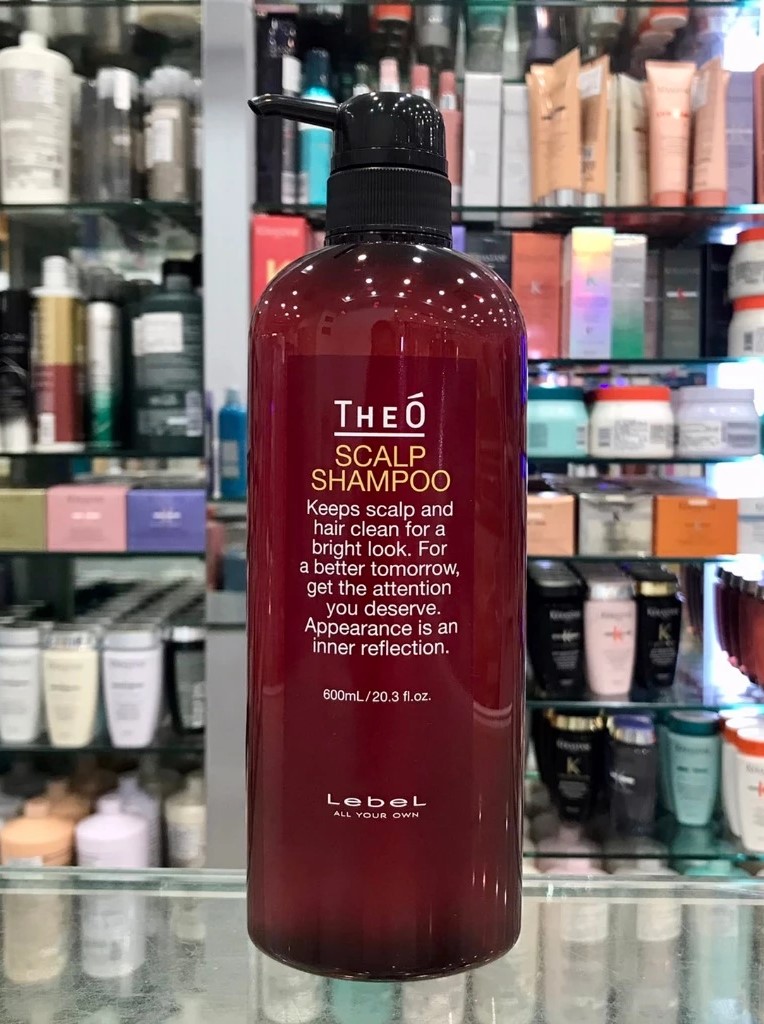 THEÓ
SCALP
SHAMPOO
Keeps scalp and
hair clean for a
bright look. For
a better tomorrow,
get the attention
you deserve.
Appearance is an
inner reflection.
600mL/20.3 fl.oz.
LebeL
ALL YOUR OWN